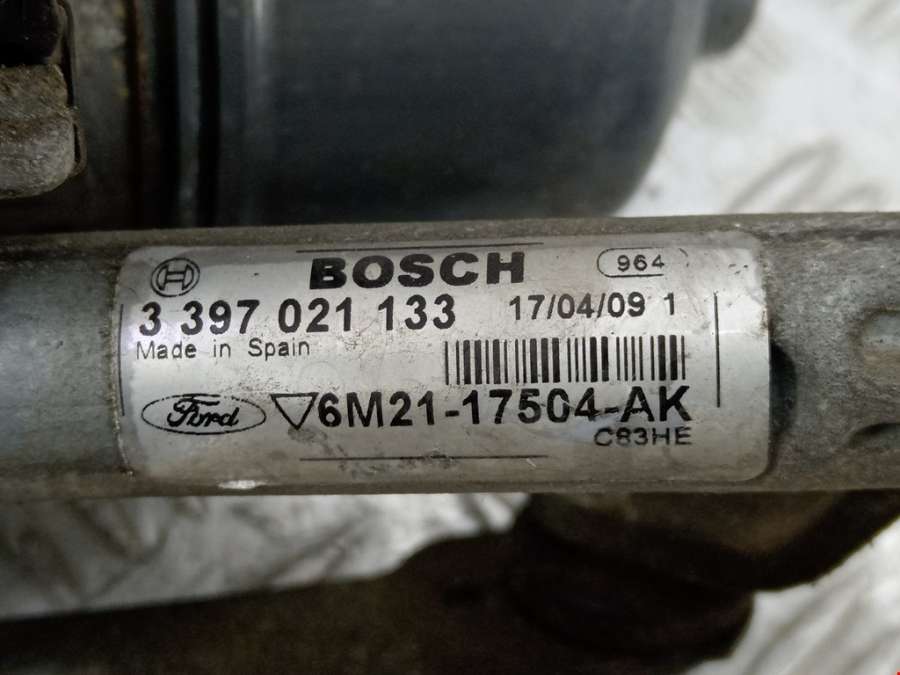 BOSCH 964
3 397 021 133 17/04/09 1
Made in Spain
Ford 6M21-17504-AK
C83HE